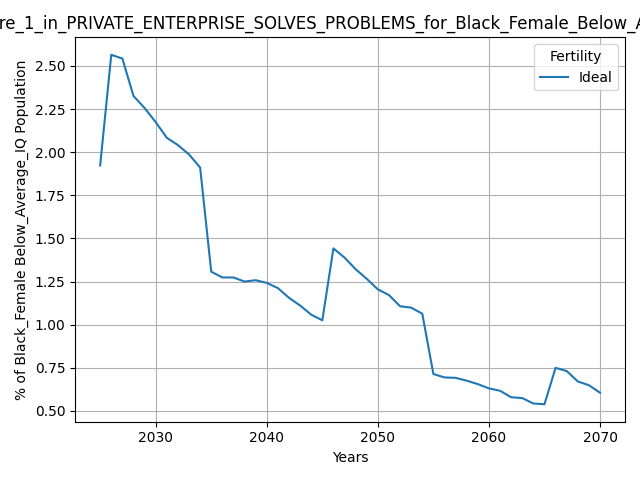 re_1_in_PRIVATE_ENTERPRISE_SOLVES_PROBLEMS_for_Black_Female_Below_A
Fertility
Ideal
% of Black_Female Below_Average_IQ Population
2.50
2.25
2.00
1.75
1.50
1.25
1.00
0.75
0.50
2030
2040
2050
2060
2070
Years